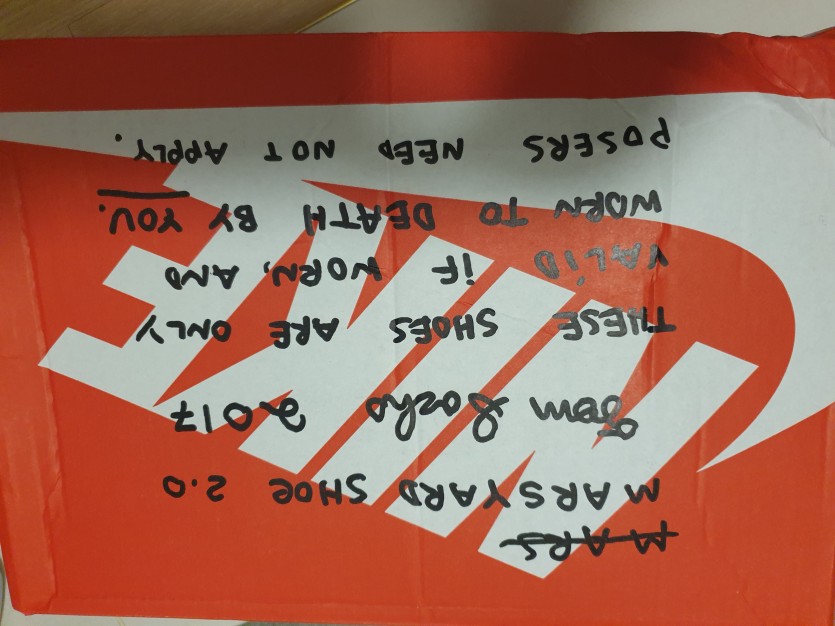 MARS
MARSYARD SHOE 2.0
Tom Sachs 2017
THESE SHOES ARE ONLY
VALiD iF WORN, AND
WORN TO DEATH BY YOU.
POSERS NEED NOT APPLY.
NIKE